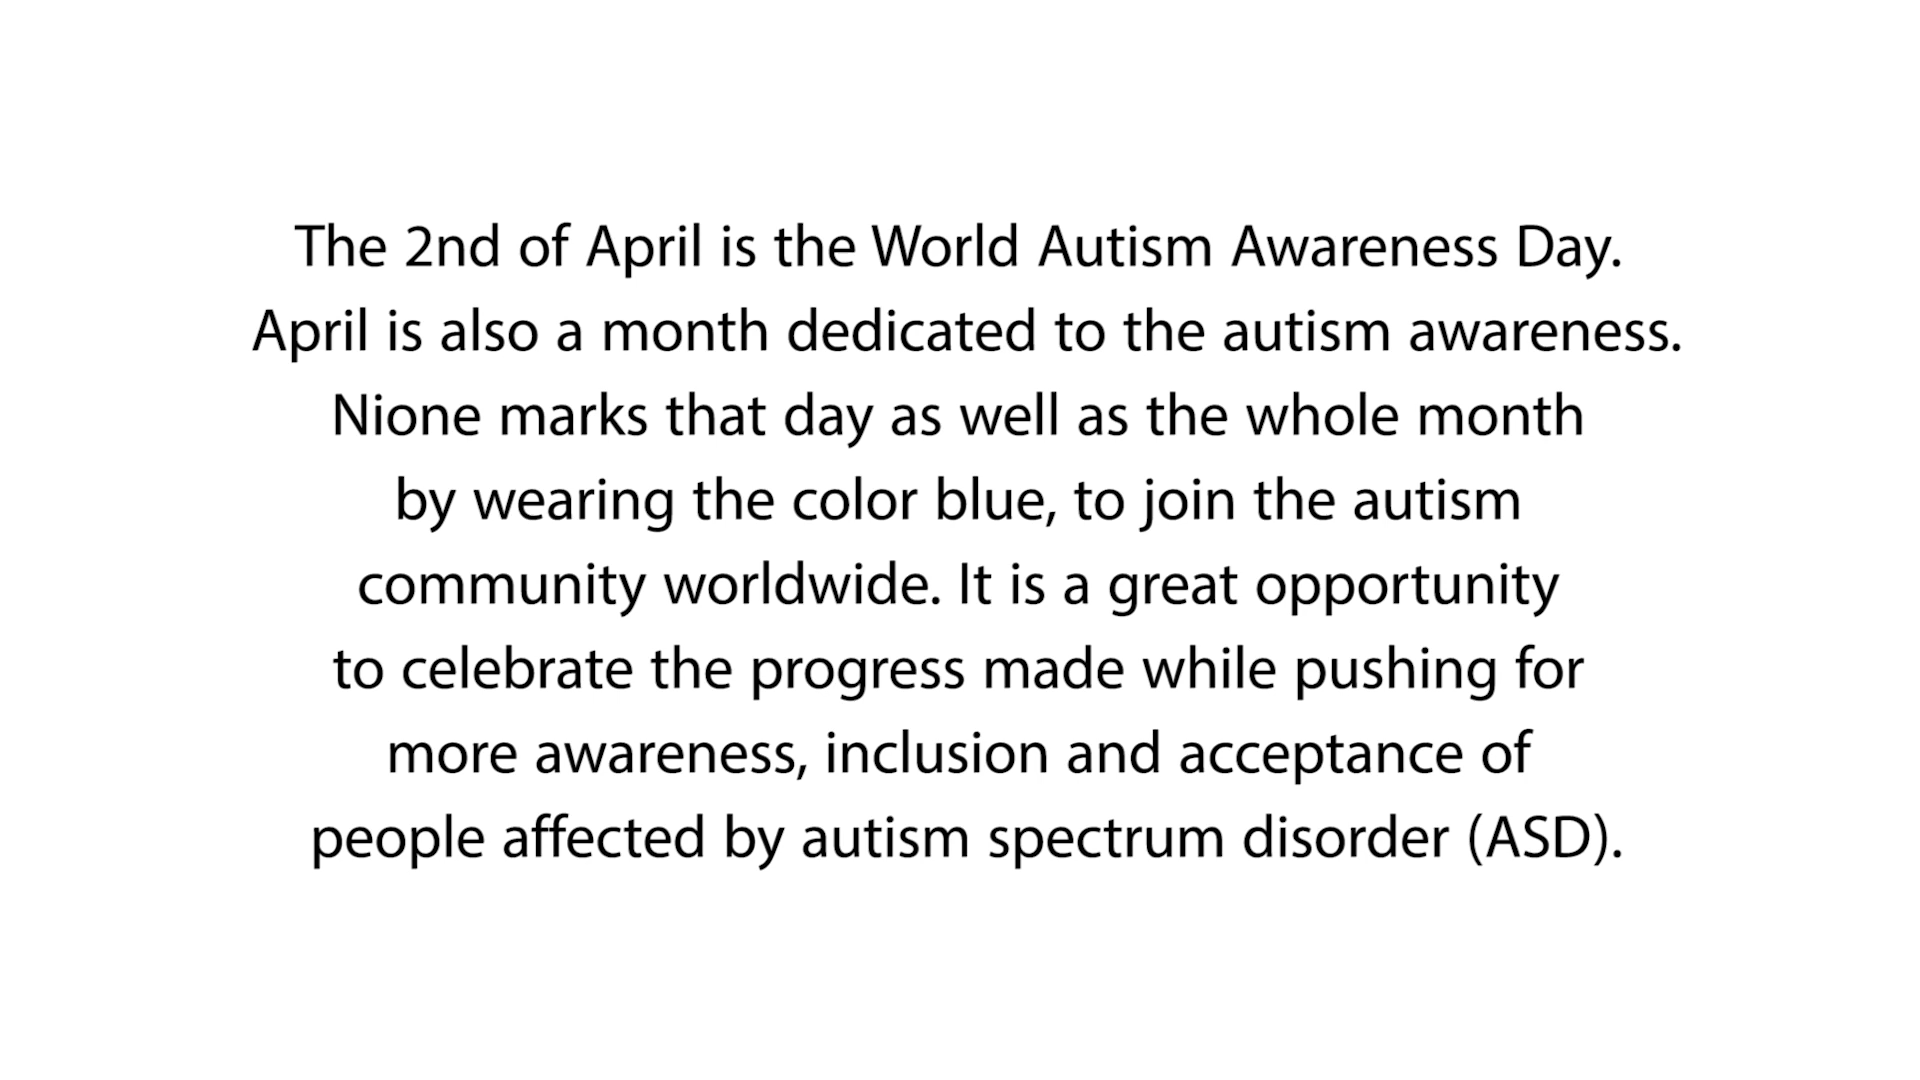 The 2nd of April is the World Autism Awareness Day.
April is also a month dedicated to the autism awareness.
Nione marks that day as well as the whole month
by wearing the color blue, to join the autism
community worldwide. It is a great opportunity
to celebrate the progress made while pushing for
more awareness, inclusion and acceptance of
people affected by autism spectrum disorder (ASD).